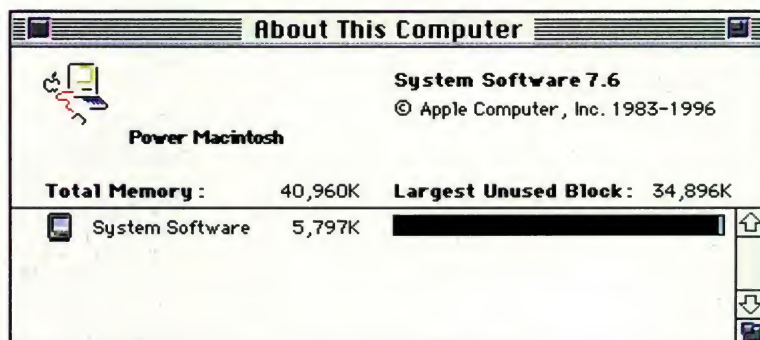 About This Computer
System Software 7.6
© Apple Computer, Inc. 1983-1996
Power Macintosh
Total Memory : 40,960K Largest Unused Block: 34,896K
System Software 5,797K